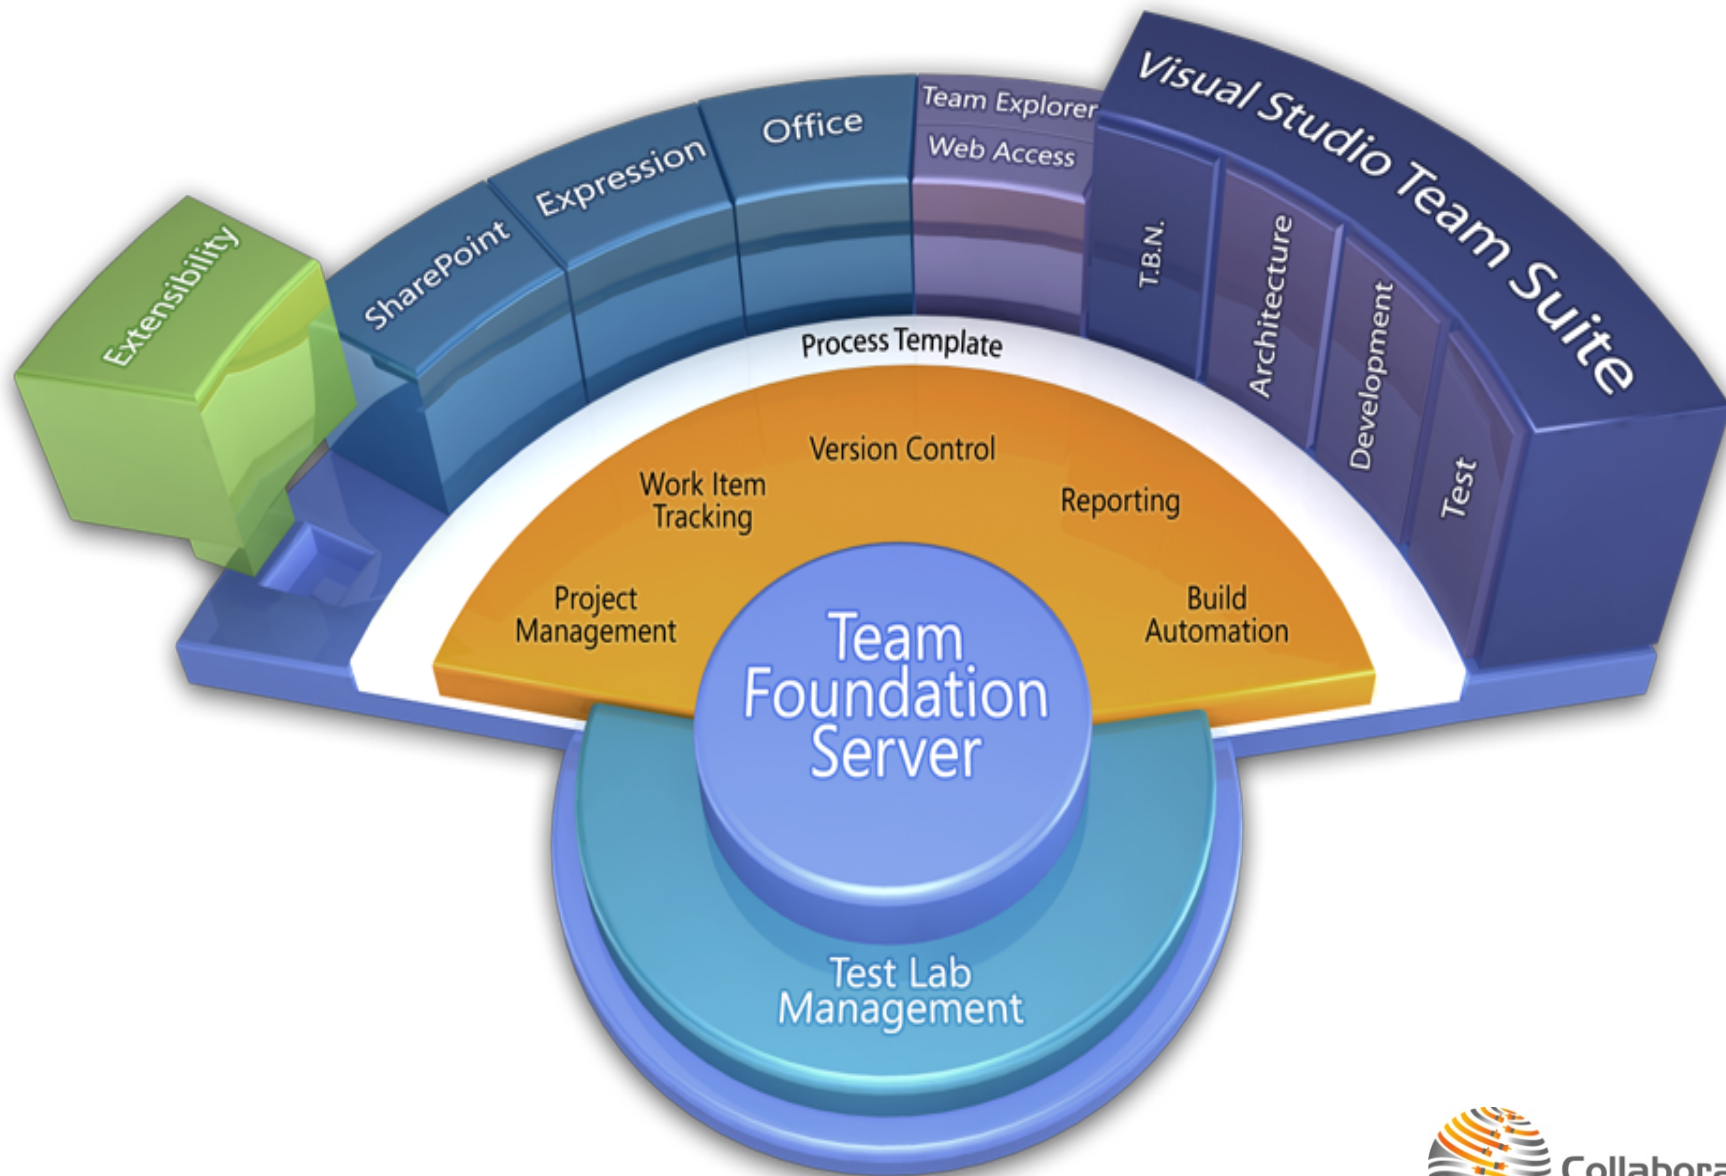 Visual Studio Team Suite
Team Explorer
Web Access
Office
Expression
SharePoint
Extensibility
T.B.N.
Architecture
Development
Test
Process Template
Version Control
Work Item
Tracking
Reporting
Project
Management
Build
Automation
Team
Foundation
Server
Test Lab
Management